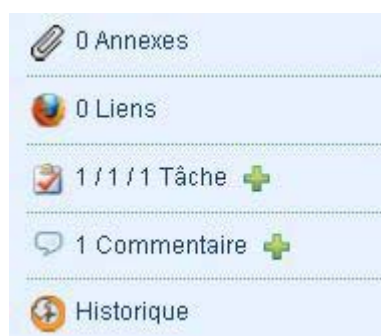 0 Annexes
0 Liens
1 / 1 / 1 Tâche
1 Commentaire
Historique